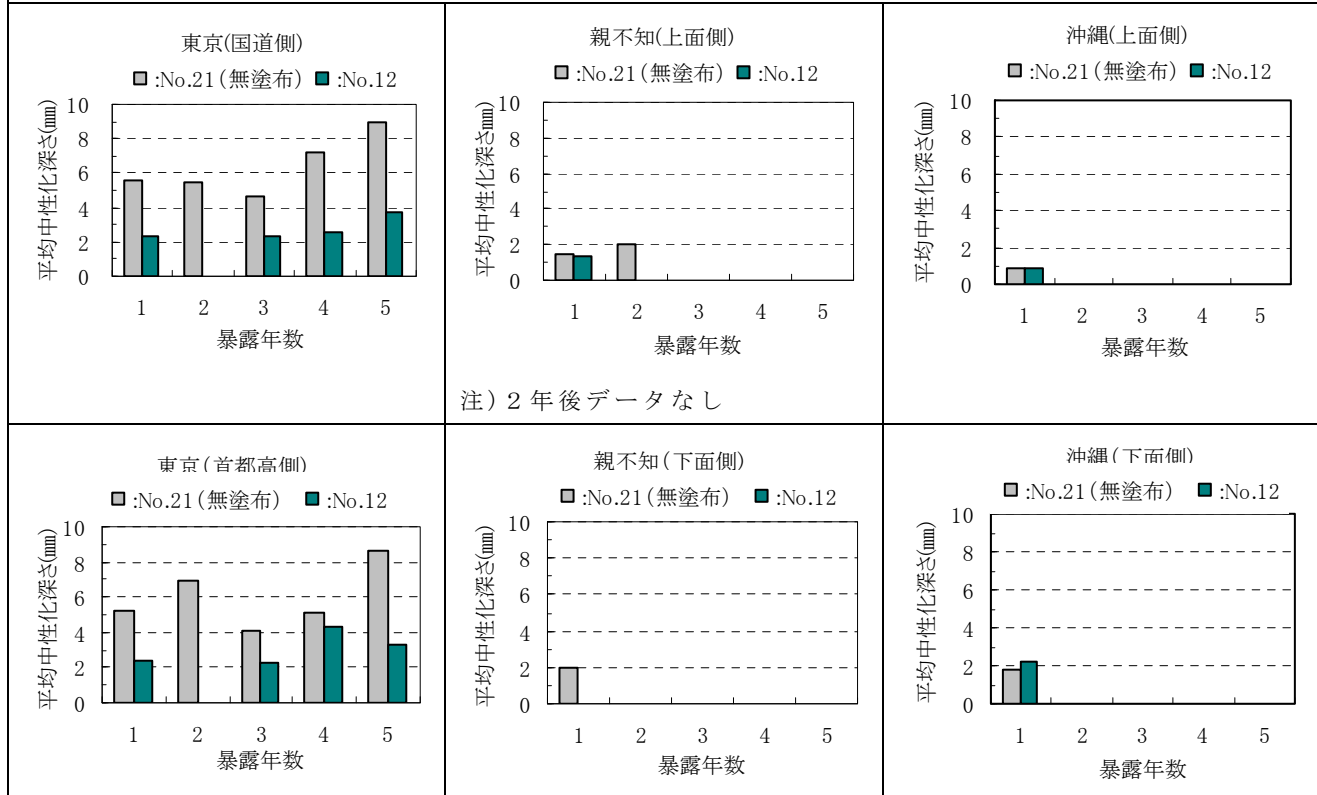 東京(国道側)
:No.21(無塗布) :No.12
平均中性化深さ(㎜)
10
8
6
4
2
0
1 2 3 4 5
暴露年数
親不知(上面側)
:No.21(無塗布) :No.12
平均中性化深さ(㎜)
10
8
6
4
2
0
1 2 3 4 5
暴露年数
注)2年後データなし
沖縄(上面側)
:No.21(無塗布) :No.12
平均中性化深さ(㎜)
10
8
6
4
2
0
1 2 3 4 5
暴露年数
東京(首都高側)
:No.21(無塗布) :No.12
平均中性化深さ(㎜)
10
8
6
4
2
0
1 2 3 4 5
暴露年数
親不知(下面側)
:No.21(無塗布) :No.12
平均中性化深さ(㎜)
10
8
6
4
2
0
1 2 3 4 5
暴露年数
沖縄(下面側)
:No.21(無塗布) :No.12
平均中性化深さ(㎜)
10
8
6
4
2
0
1 2 3 4 5
暴露年数